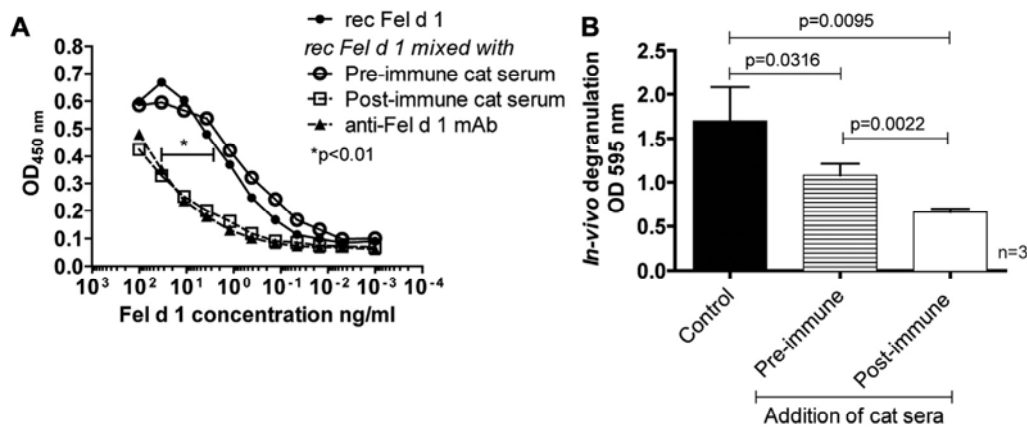 A
rec Fel d 1
rec Fel d 1 mixed with
Pre-immune cat serum
Post-immune cat serum
anti-Fel d 1 mAb
*p<0.01
*
OD450 nm
0.8
0.7
0.6
0.5
0.4
0.3
0.2
0.1
0.0
10³ 10² 10¹ 10⁰ 10⁻¹ 10⁻² 10⁻³ 10⁻⁴
Fel d 1 concentration ng/ml
B
p=0.0095
p=0.0316
p=0.0022
In-vivo degranulation
OD 595 nm
2.5
2.0
1.5
1.0
0.5
0.0
n=3
Control
Pre-immune
Post-immune
Addition of cat sera